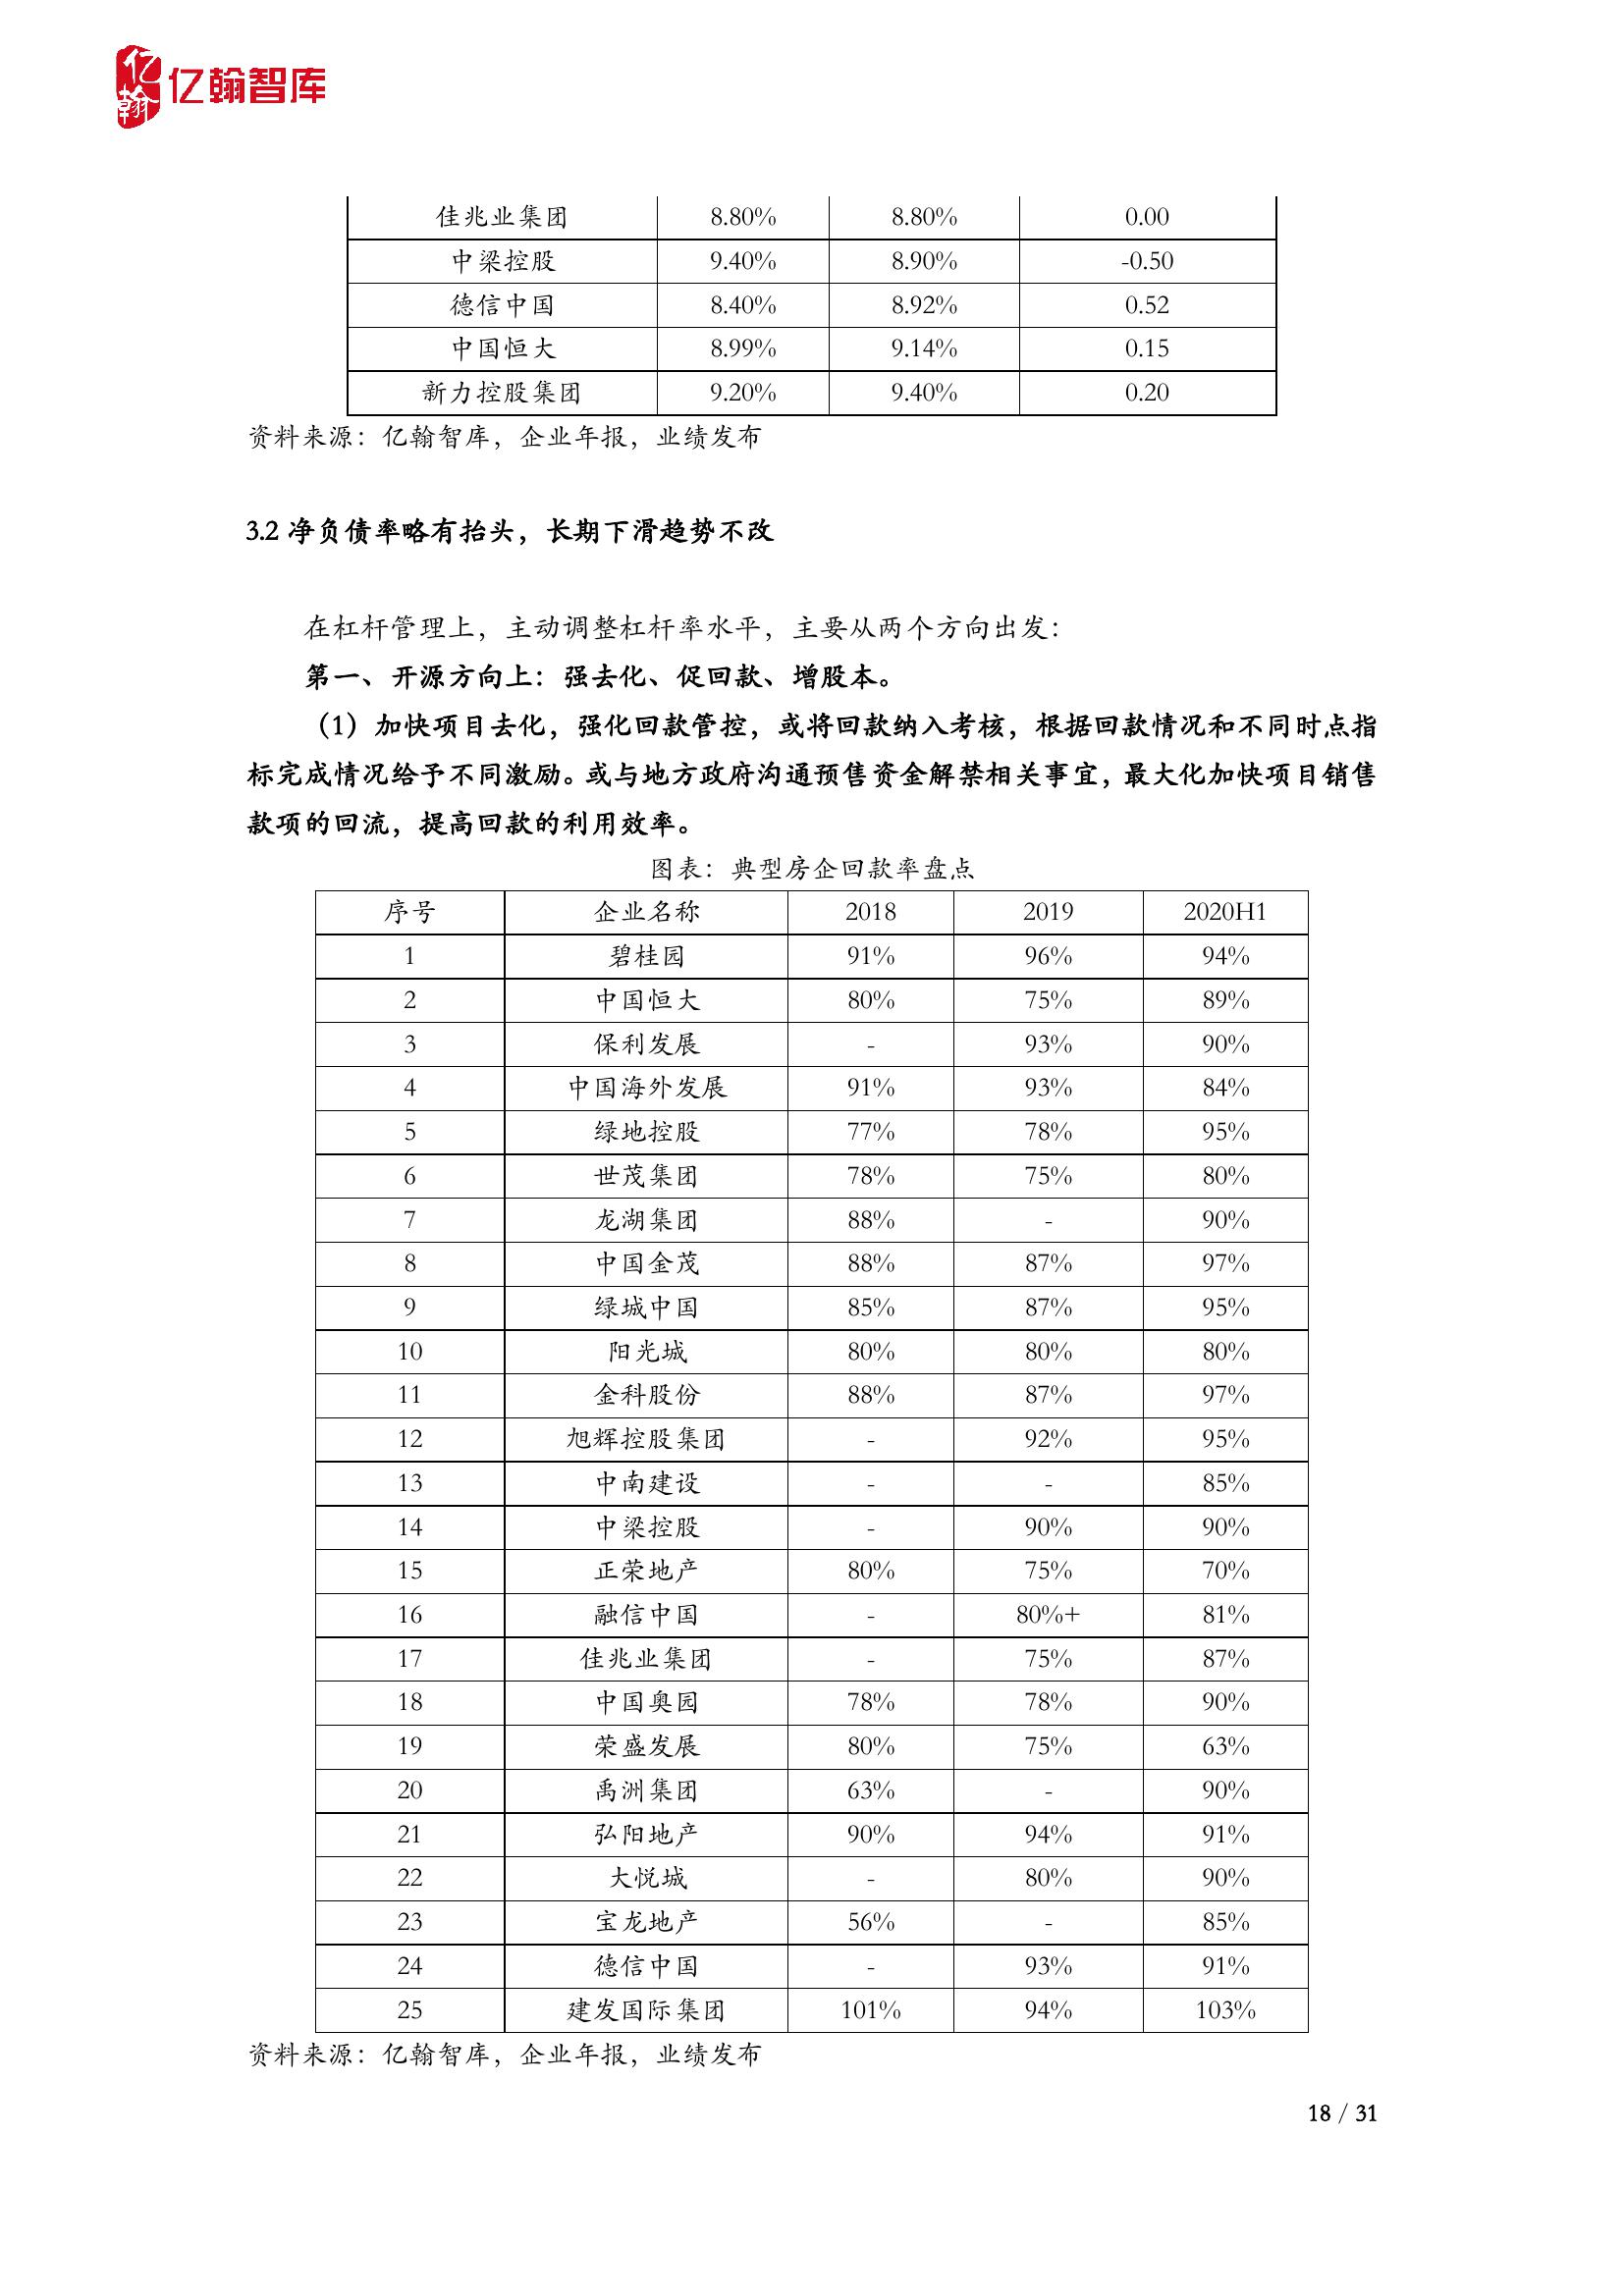 亿翰
亿翰智库
佳兆业集团 8.80% 8.80% 0.00
中梁控股 9.40% 8.90% -0.50
德信中国 8.40% 8.92% 0.52
中国恒大 8.99% 9.14% 0.15
新力控股集团 9.20% 9.40% 0.20
资料来源：亿翰智库，企业年报，业绩发布
3.2 净负债率略有抬头，长期下滑趋势不改
在杠杆管理上，主动调整杠杆率水平，主要从两个方向出发：
第一、开源方向上：强去化、促回款、增股本。
（1）加快项目去化，强化回款管控，或将回款纳入考核，根据回款情况和不同时点指
标完成情况给予不同激励。或与地方政府沟通预售资金解禁相关事宜，最大化加快项目销售
款项的回流，提高回款的利用效率。
图表：典型房企回款率盘点
序号 企业名称 2018 2019 2020H1
1 碧桂园 91% 96% 94%
2 中国恒大 80% 75% 89%
3 保利发展 - 93% 90%
4 中国海外发展 91% 93% 84%
5 绿地控股 77% 78% 95%
6 世茂集团 78% 75% 80%
7 龙湖集团 88% - 90%
8 中国金茂 88% 87% 97%
9 绿城中国 85% 87% 95%
10 阳光城 80% 80% 80%
11 金科股份 88% 87% 97%
12 旭辉控股集团 - 92% 95%
13 中南建设 - - 85%
14 中梁控股 - 90% 90%
15 正荣地产 80% 75% 70%
16 融信中国 - 80%+ 81%
17 佳兆业集团 - 75% 87%
18 中国奥园 78% 78% 90%
19 荣盛发展 80% 75% 63%
20 禹洲集团 63% - 90%
21 弘阳地产 90% 94% 91%
22 大悦城 - 80% 90%
23 宝龙地产 56% - 85%
24 德信中国 - 93% 91%
25 建发国际集团 101% 94% 103%
资料来源：亿翰智库，企业年报，业绩发布
18 / 31